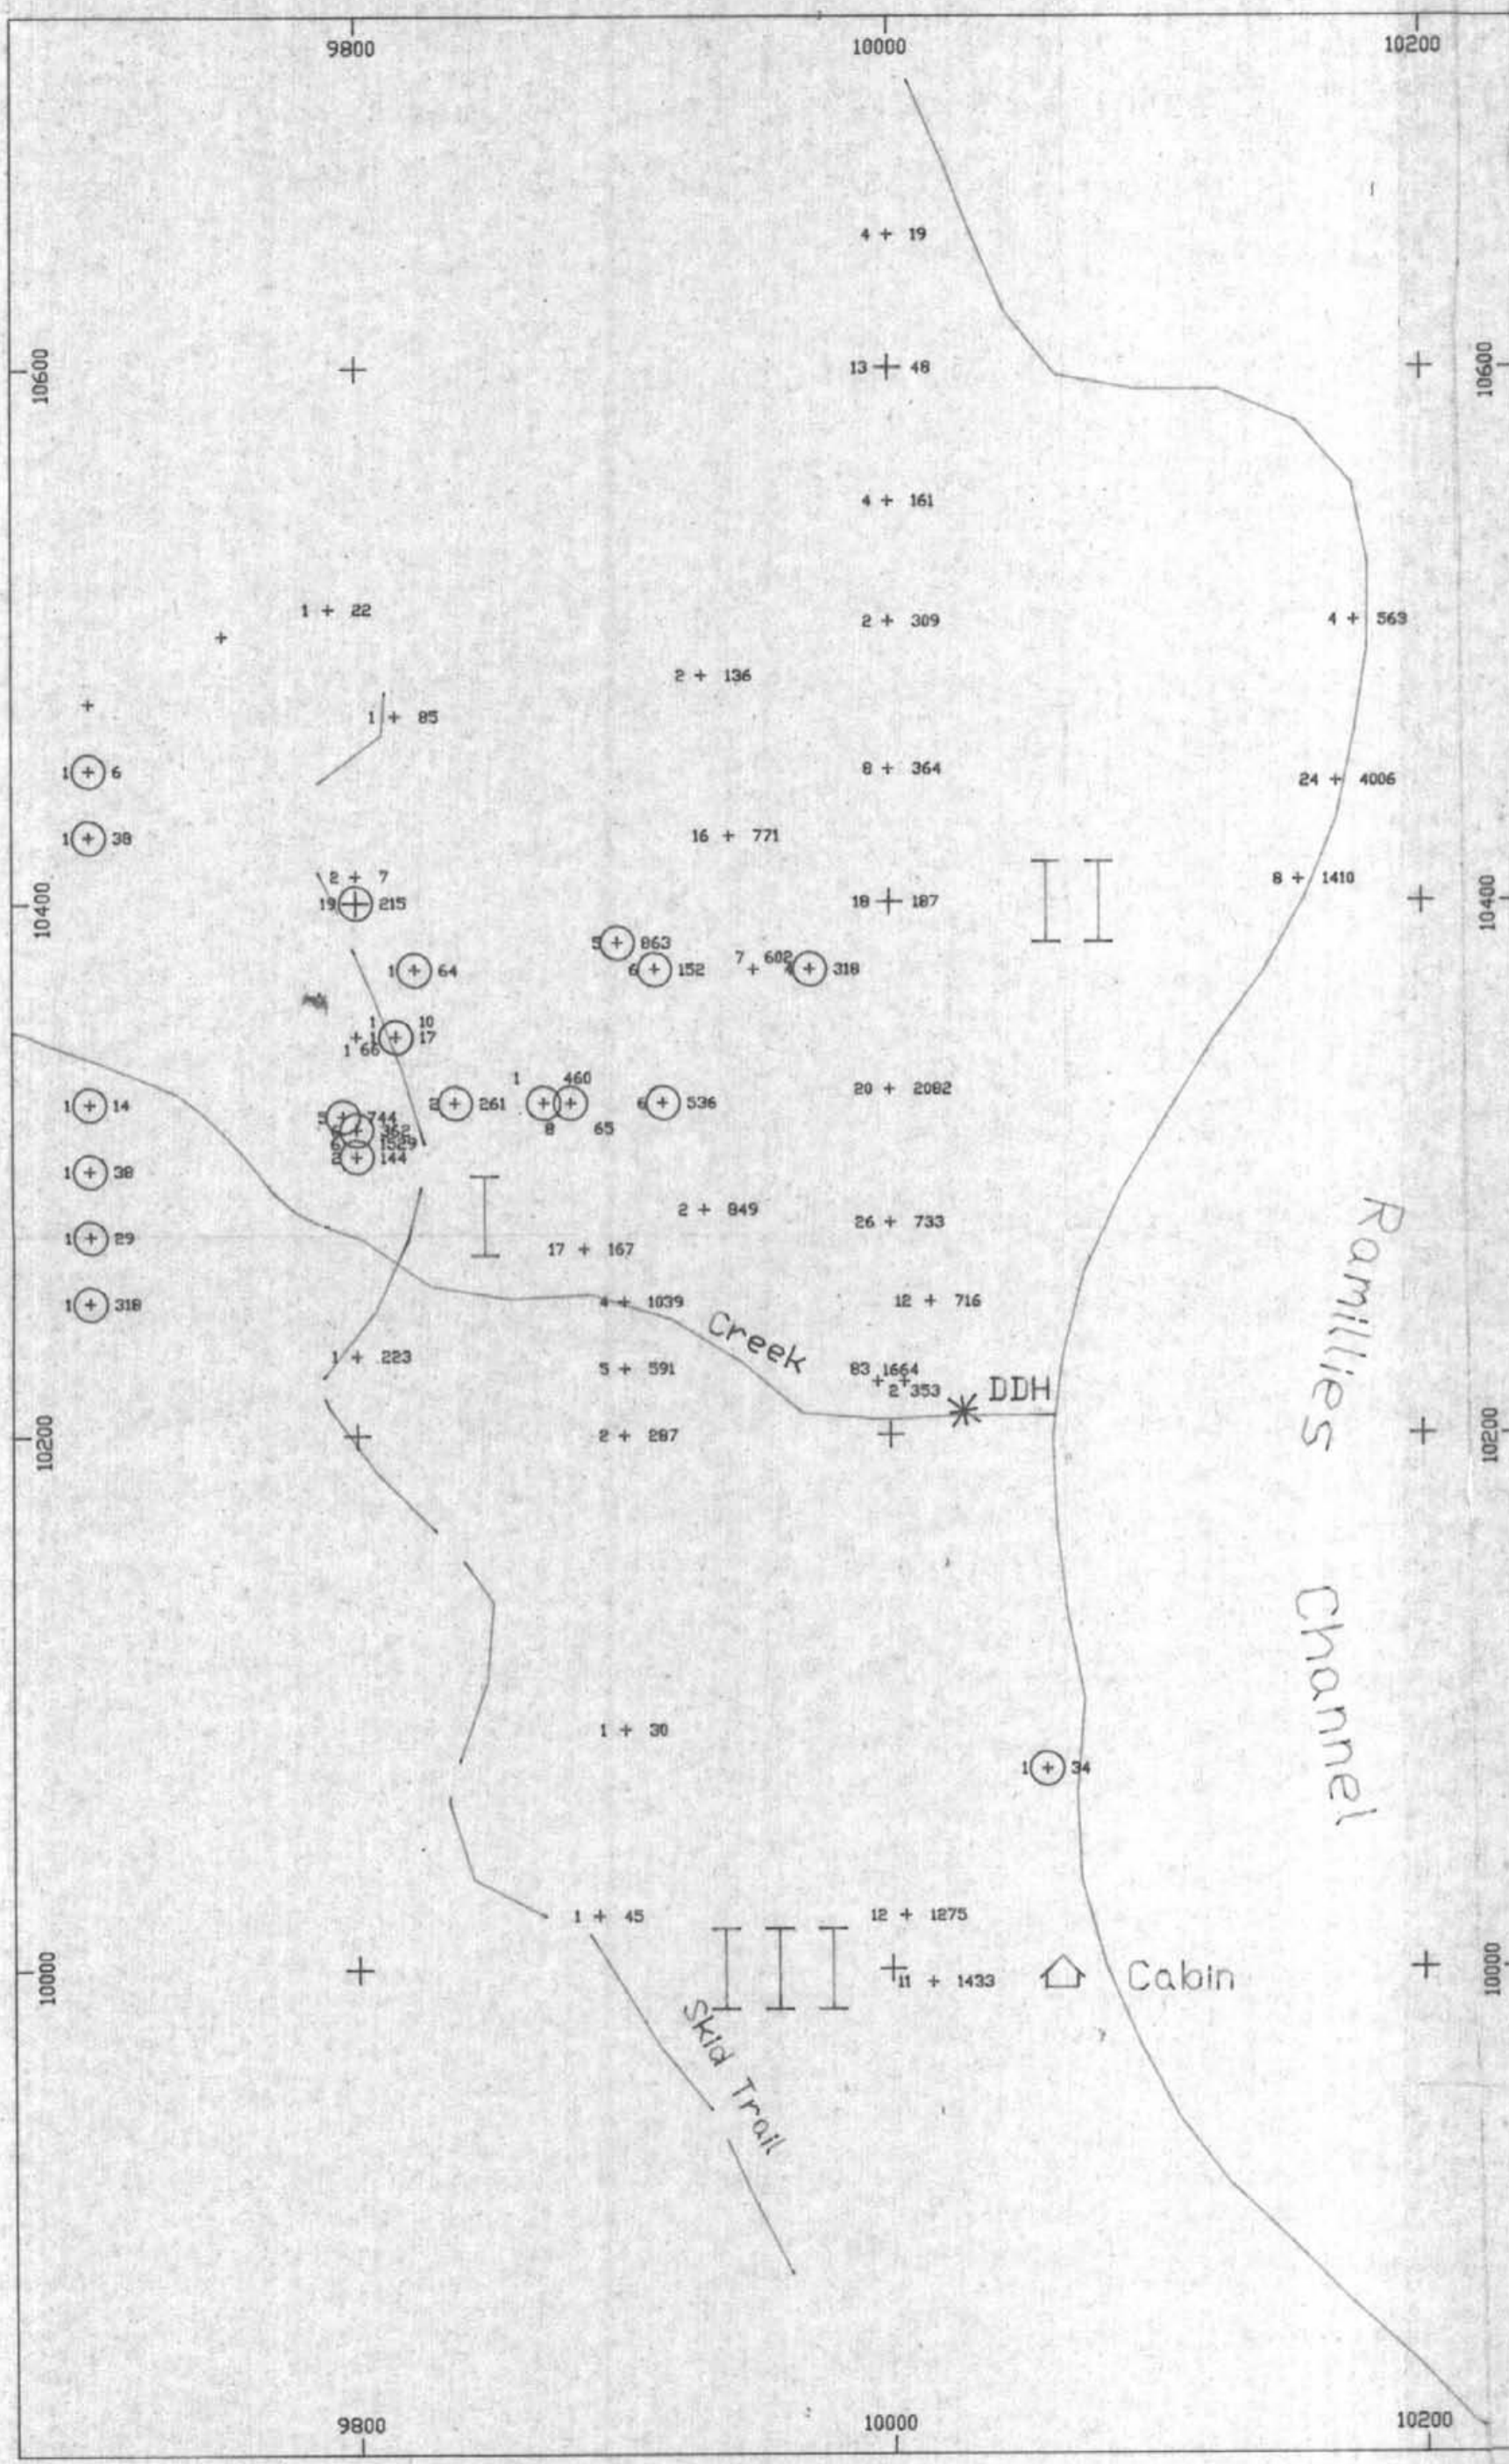 9800 10000 10200
4 + 19
10600 13 + 48 10600
4 + 161
1 + 22
2 + 309
4 + 563
2 + 136
1 + 85
1 + 6
8 + 364
24 + 4006
1 + 38
16 + 771
2 + 7
8 + 1410
10400 19 + 215
18 + 187 10400
5 + 863
1 + 64
6 + 152
7 602
4 + 318
1 10
1 17
1 66
20 + 2082
1 460
1 + 14
2 + 261
6 + 536
5 744
8 65
362
1529
144
1 + 38
2 + 849
26 + 733
1 + 29
17 + 167
1 + 318
4 + 1039
12 + 716
Ramillies Channel
Creek
1 + 223
5 + 591
83 1664
2 353
DDH
10200 2 + 287 10200
1 + 30
1 + 34
1 + 45
12 + 1275
10000 11 + 1433 Cabin 10000
Skid Trail
9800 10000 10200